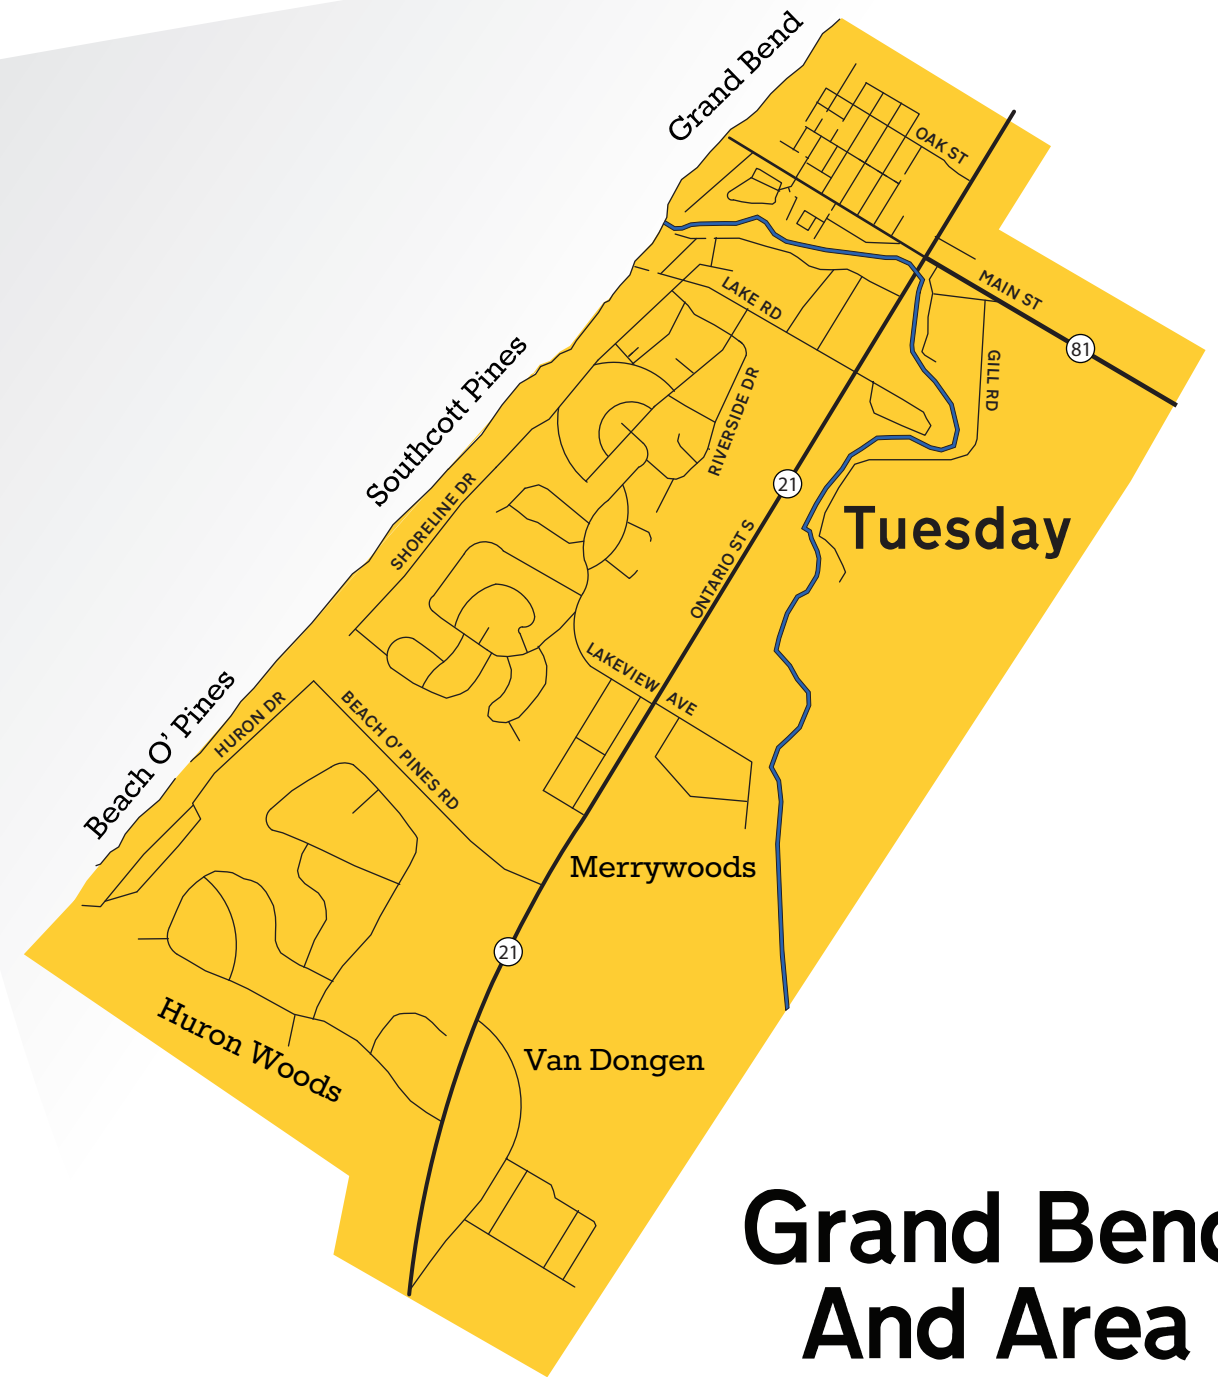 Grand Bend
OAK ST
MAIN ST
81
LAKE RD
GILL RD
RIVERSIDE DR
Southcott Pines
SHORELINE DR
21
Tuesday
ONTARIO ST S
LAKEVIEW AVE
Beach O' Pines
HURON DR
BEACH O' PINES RD
Merrywoods
21
Huron Woods
Van Dongen
Grand Bend
And Area